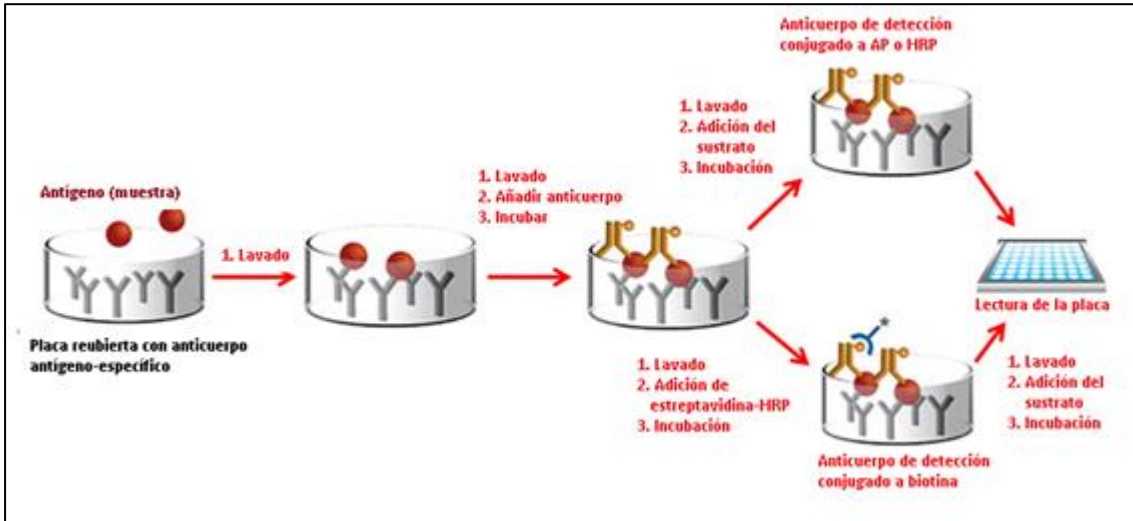 Antígeno (muestra)
Placa reubierta con anticuerpo
antígeno-específico
1. Lavado
1. Lavado
2. Añadir anticuerpo
3. Incubar
1. Lavado
2. Adición del
sustrato
3. Incubación
Anticuerpo de detección
conjugado a AP o HRP
1. Lavado
2. Adición de
estreptavidina-HRP
3. Incubación
Anticuerpo de detección
conjugado a biotina
1. Lavado
2. Adición del
sustrato
3. Incubación
Lectura de la placa